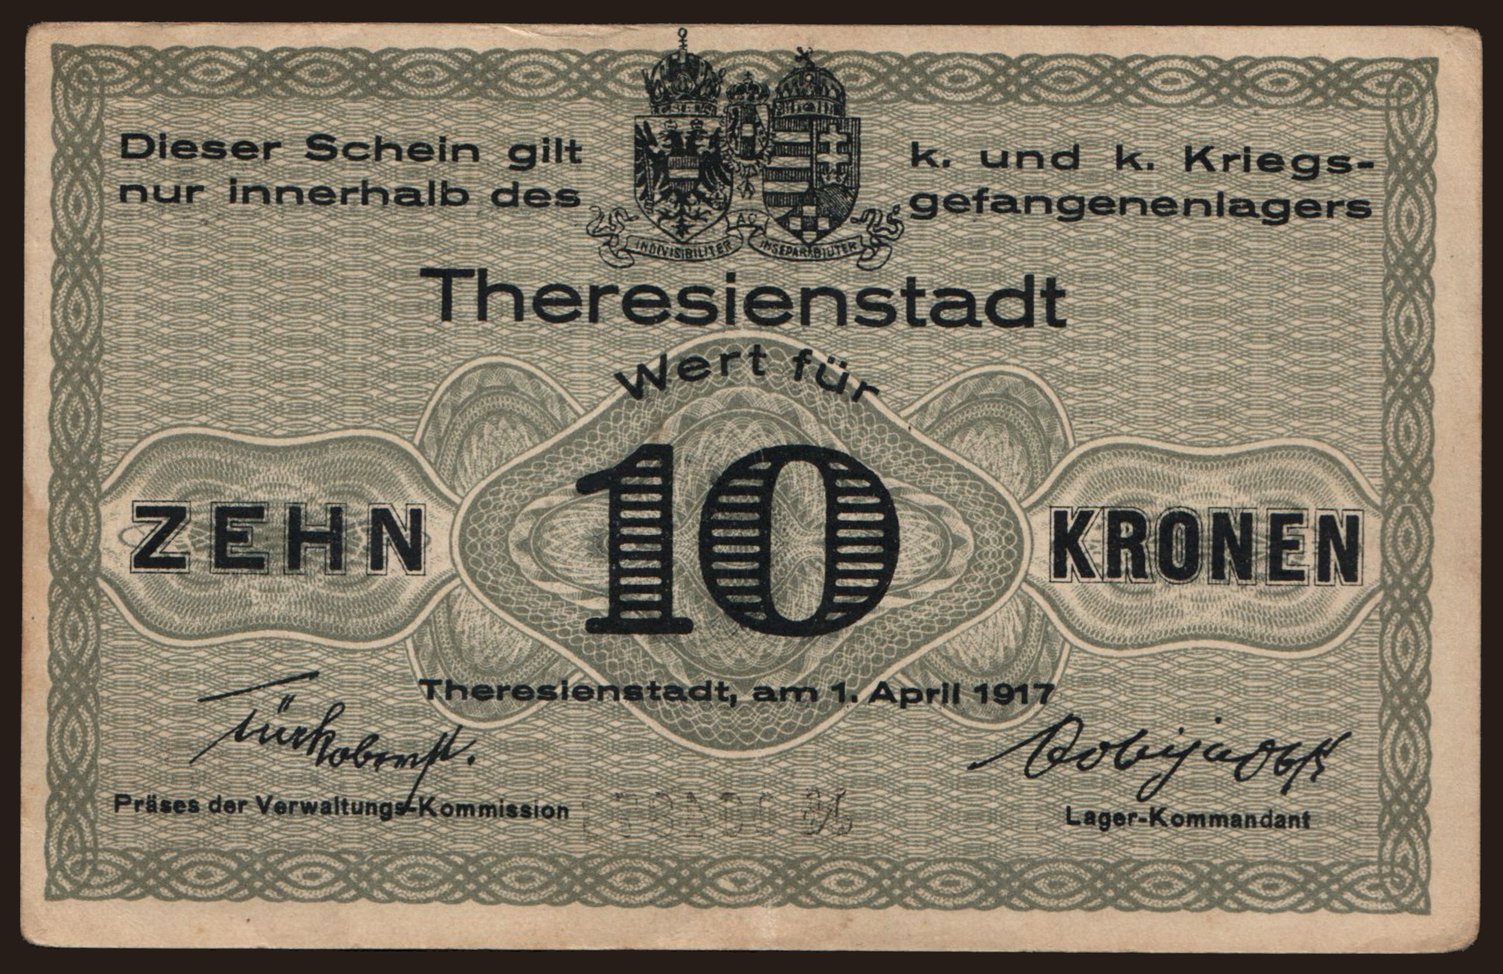 Dieser Schein gilt
nur innerhalb des
k. und k. Kriegs-
gefangenenlagers
INDIVISIBILITER AC INSEPARABILITER
Theresienstadt
Wert für
10
ZEHN
KRONEN
Theresienstadt, am 1. April 1917
Präses der Verwaltungs-Kommission
Lager-Kommandant